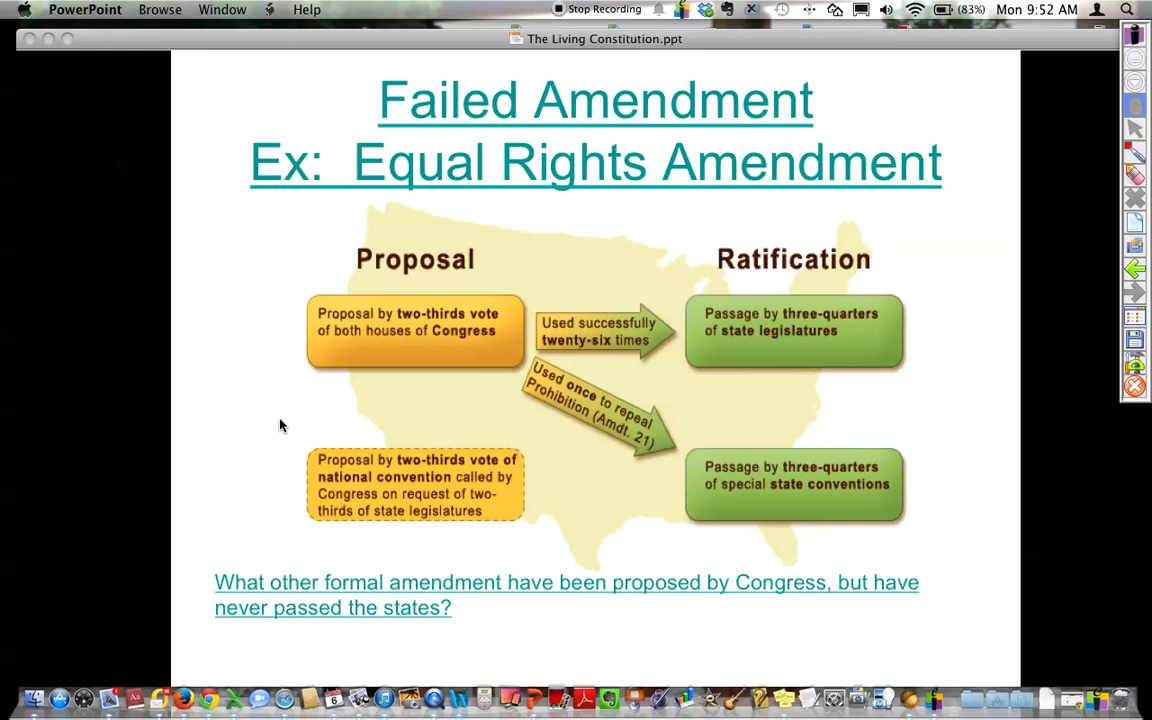 PowerPoint Browse Window Help Stop Recording (83%) Mon 9:52 AM
The Living Constitution.ppt
Failed Amendment
Ex: Equal Rights Amendment
Proposal
Ratification
Proposal by two-thirds vote
of both houses of Congress
Used successfully
twenty-six times
Passage by three-quarters
of state legislatures
Used once to repeal
Prohibition (Amdt. 21)
Proposal by two-thirds vote of
national convention called by
Congress on request of two-
thirds of state legislatures
Passage by three-quarters
of special state conventions
What other formal amendment have been proposed by Congress, but have
never passed the states?